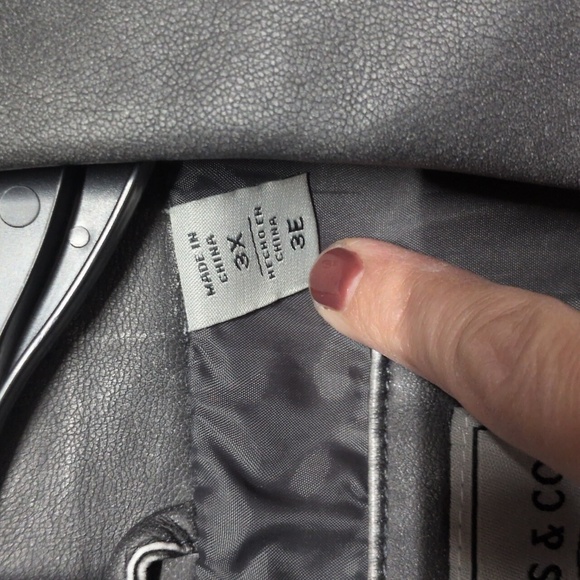 MADE IN
CHINA
3X
HECHO EN
CHINA
3E
S & CO